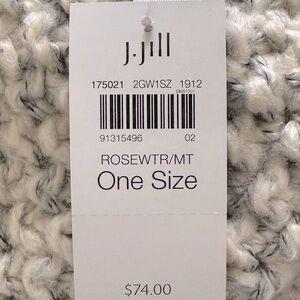 J.Jill
175021 2GW1SZ 1912
91315496 02
ROSEWTR/MT
One Size
$74.00